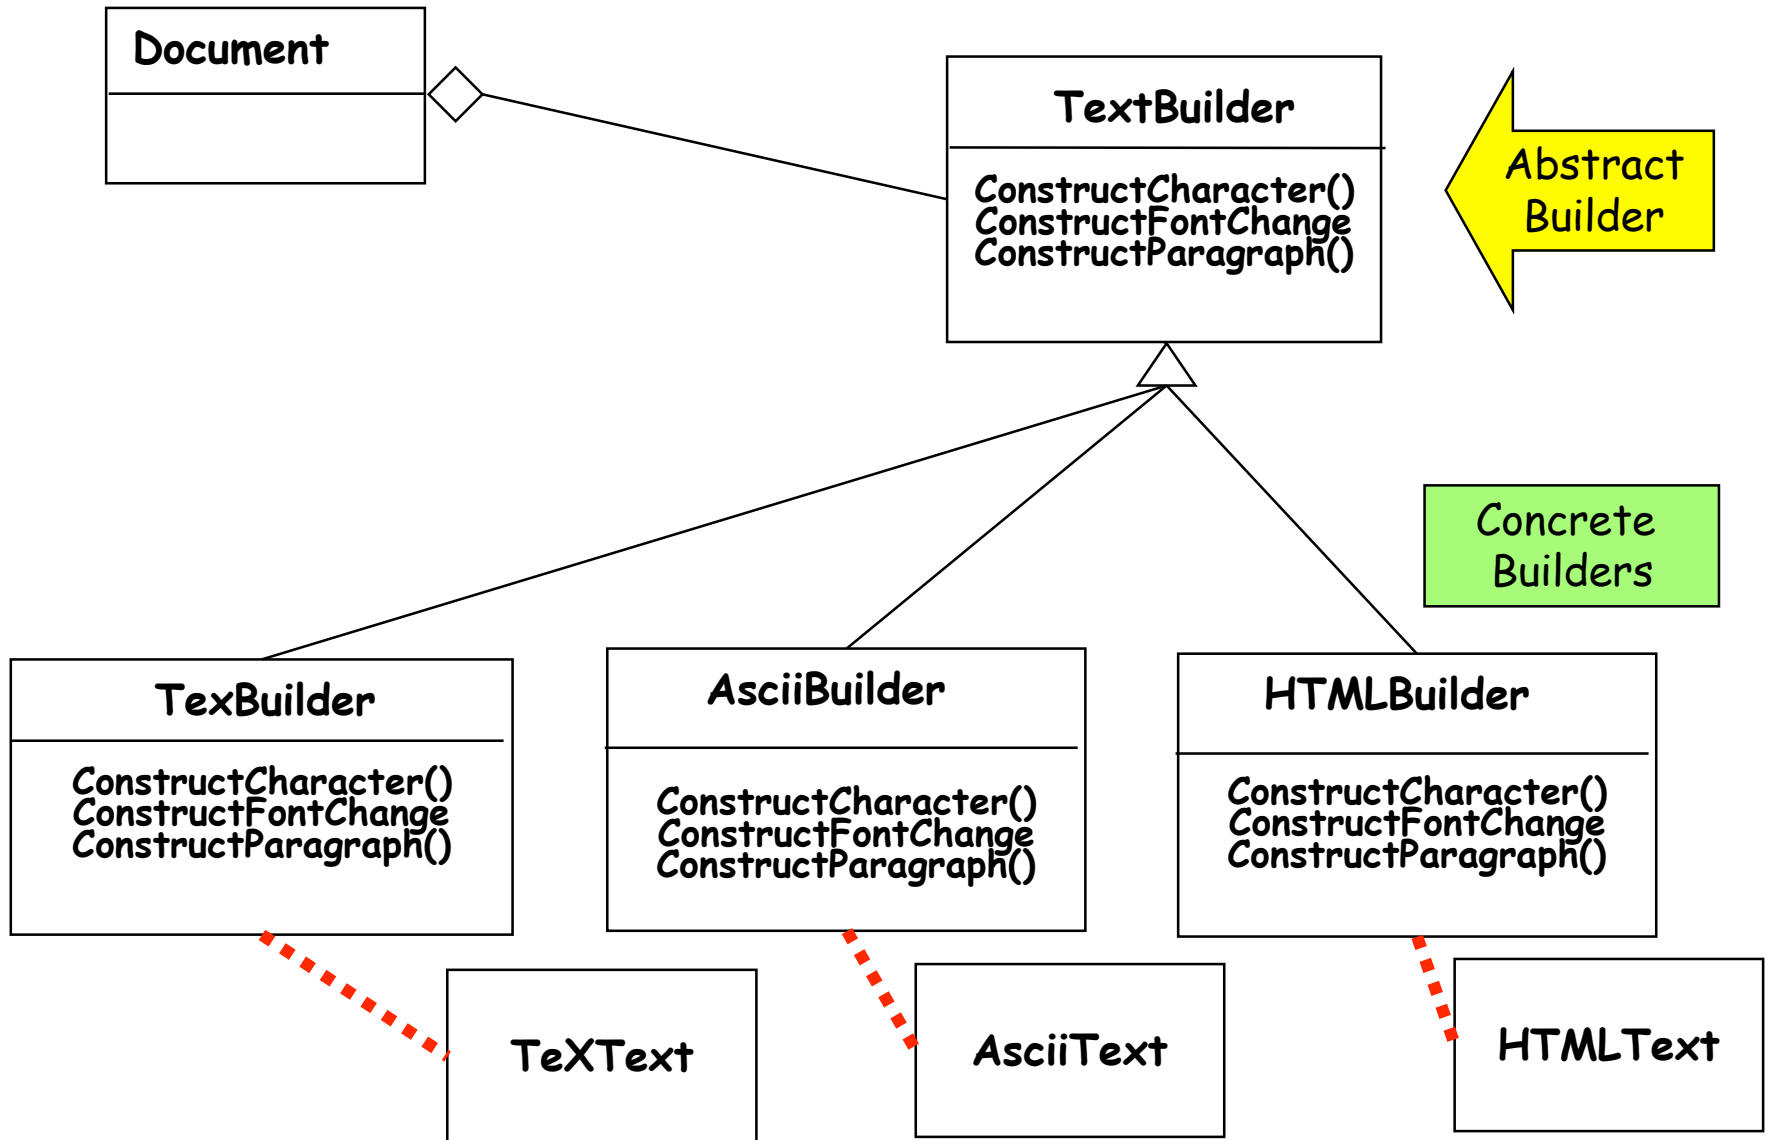 Document
TextBuilder
ConstructCharacter()
ConstructFontChange
ConstructParagraph()
Abstract
Builder
Concrete
Builders
TexBuilder
ConstructCharacter()
ConstructFontChange
ConstructParagraph()
AsciiBuilder
ConstructCharacter()
ConstructFontChange
ConstructParagraph()
HTMLBuilder
ConstructCharacter()
ConstructFontChange
ConstructParagraph()
TeXText
AsciiText
HTMLText